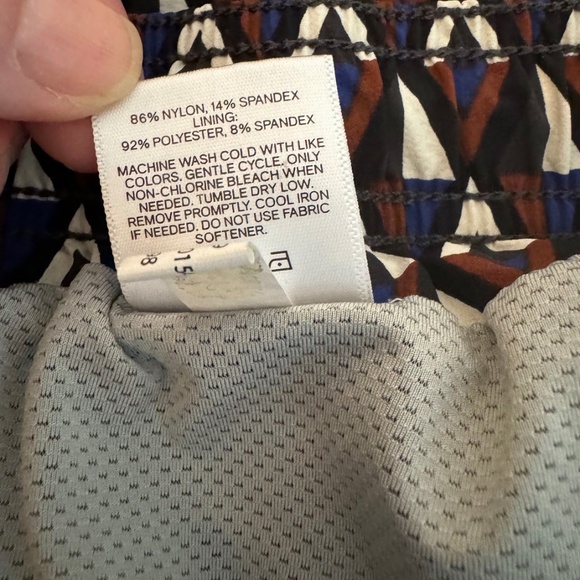 86% NYLON, 14% SPANDEX
LINING:
92% POLYESTER, 8% SPANDEX
MACHINE WASH COLD WITH LIKE
COLORS. GENTLE CYCLE. ONLY
NON-CHLORINE BLEACH WHEN
NEEDED. TUMBLE DRY LOW.
REMOVE PROMPTLY. COOL IRON
IF NEEDED. DO NOT USE FABRIC
SOFTENER.